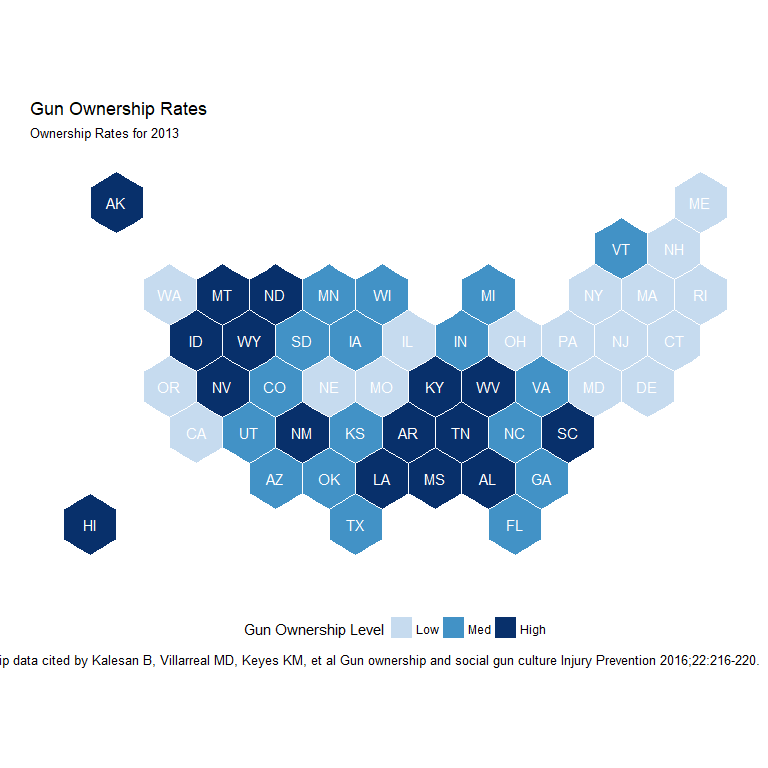 Gun Ownership Rates
Ownership Rates for 2013
AK ME
VT NH
WA MT ND MN WI MI NY MA RI
ID WY SD IA IL IN OH PA NJ CT
OR NV CO NE MO KY WV VA MD DE
CA UT NM KS AR TN NC SC
AZ OK LA MS AL GA
HI TX FL
Gun Ownership Level Low Med High
ip data cited by Kalesan B, Villarreal MD, Keyes KM, et al Gun ownership and social gun culture Injury Prevention 2016;22:216-220.